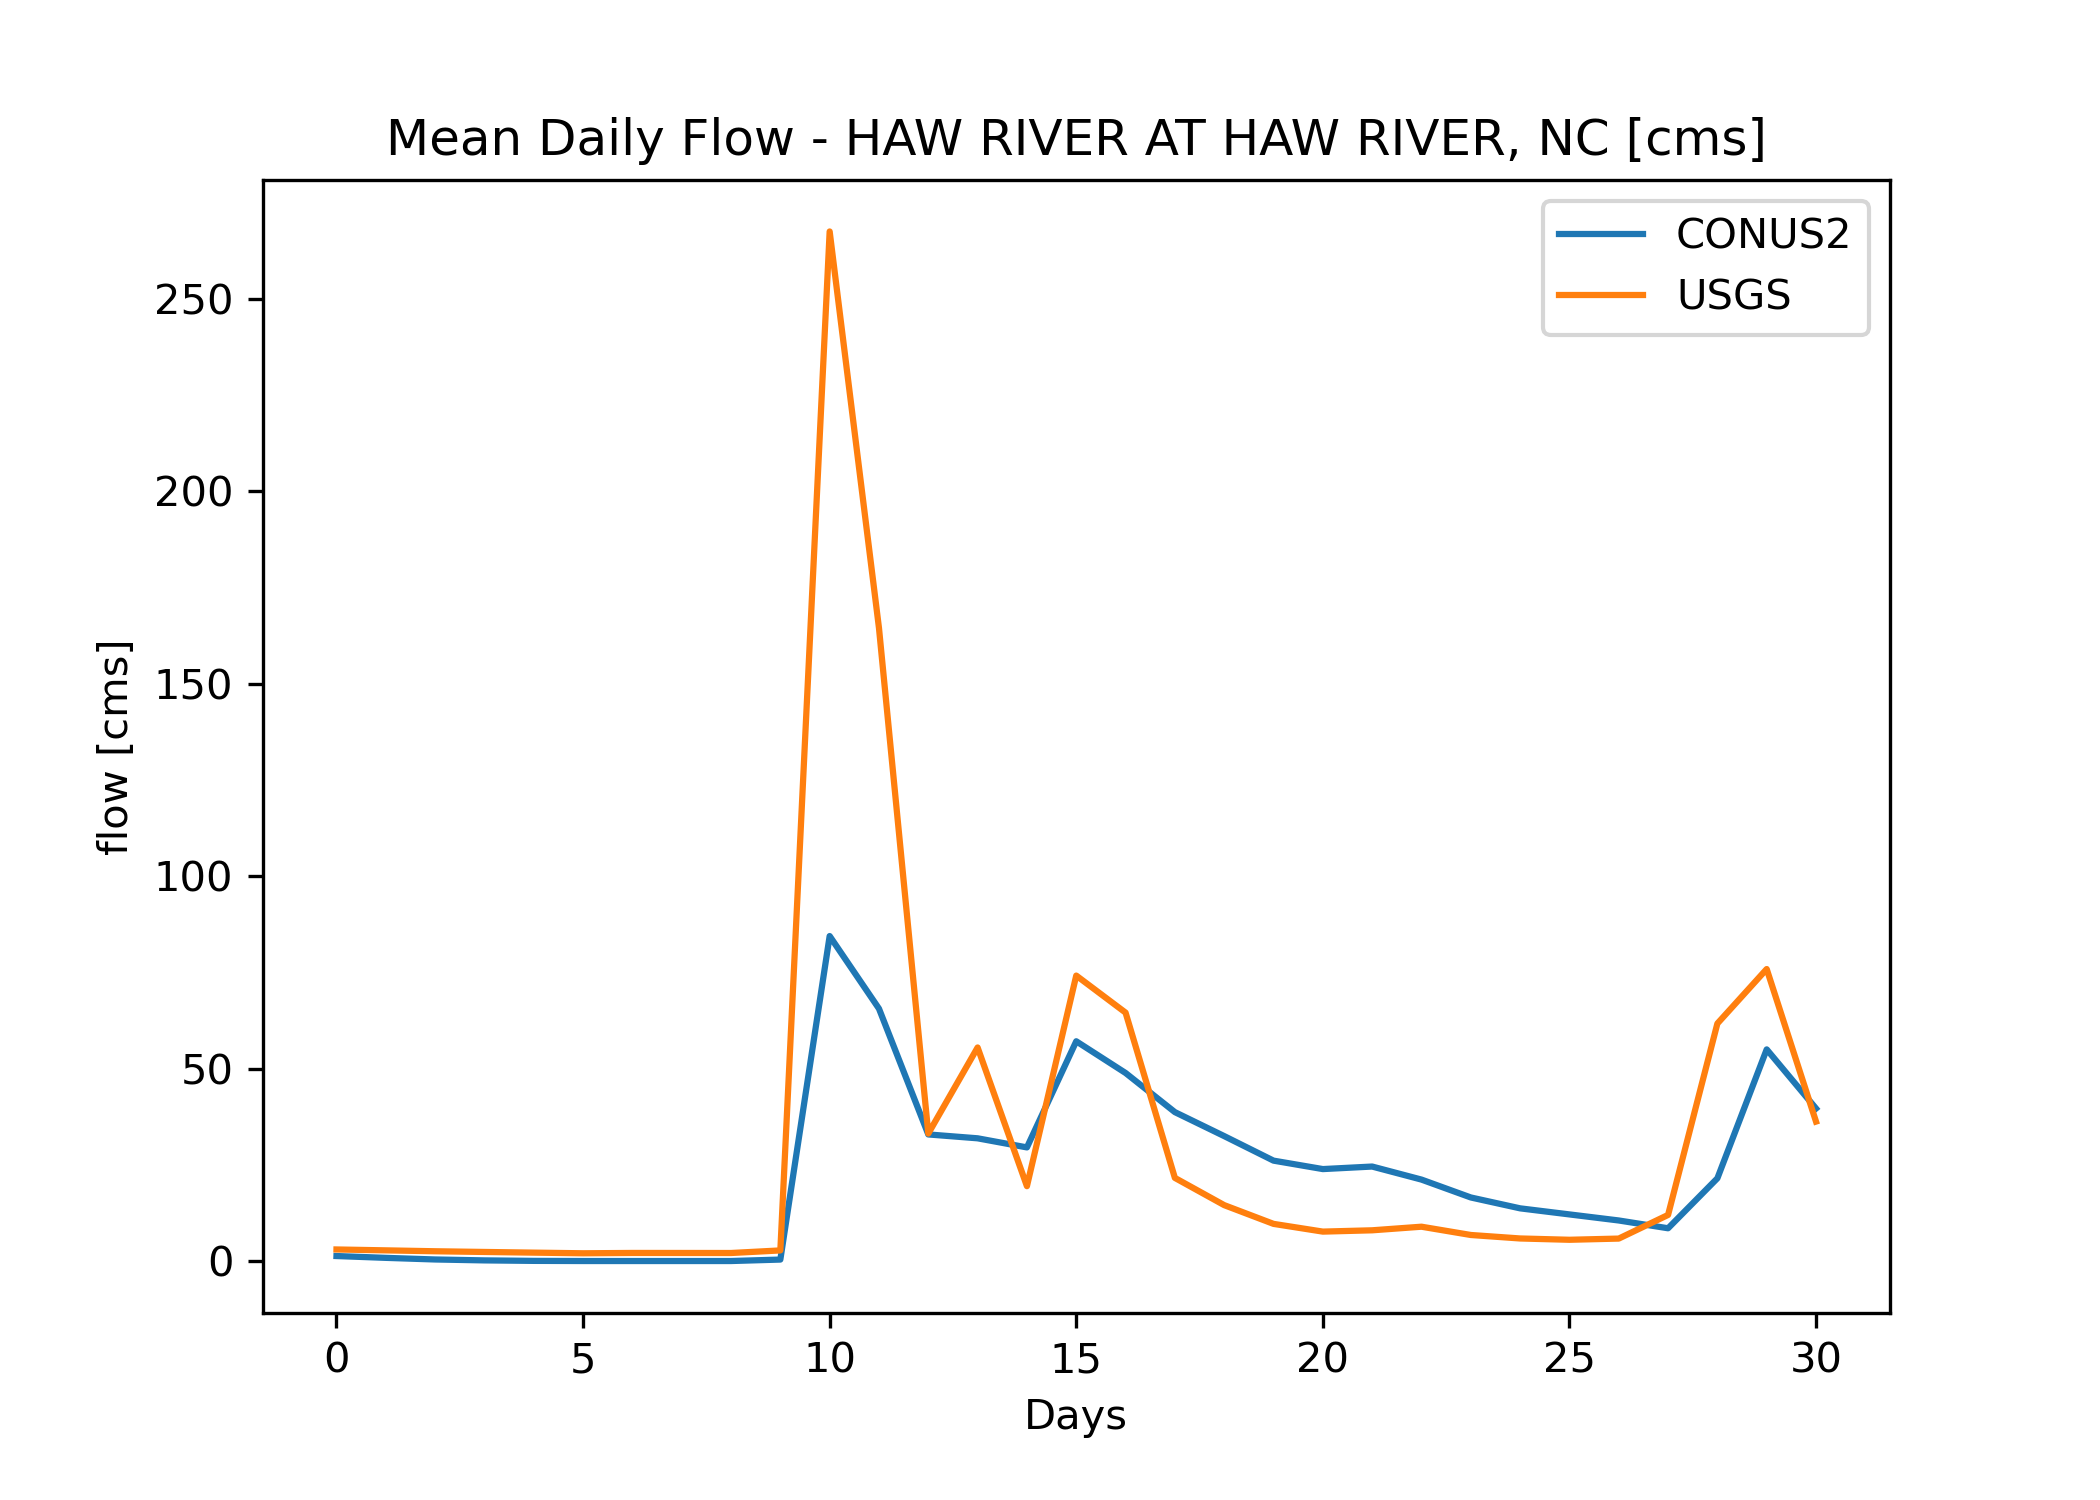 Mean Daily Flow - HAW RIVER AT HAW RIVER, NC [cms]
CONUS2
USGS
250
200
150
100
50
0
flow [cms]
0 5 10 15 20 25 30
Days